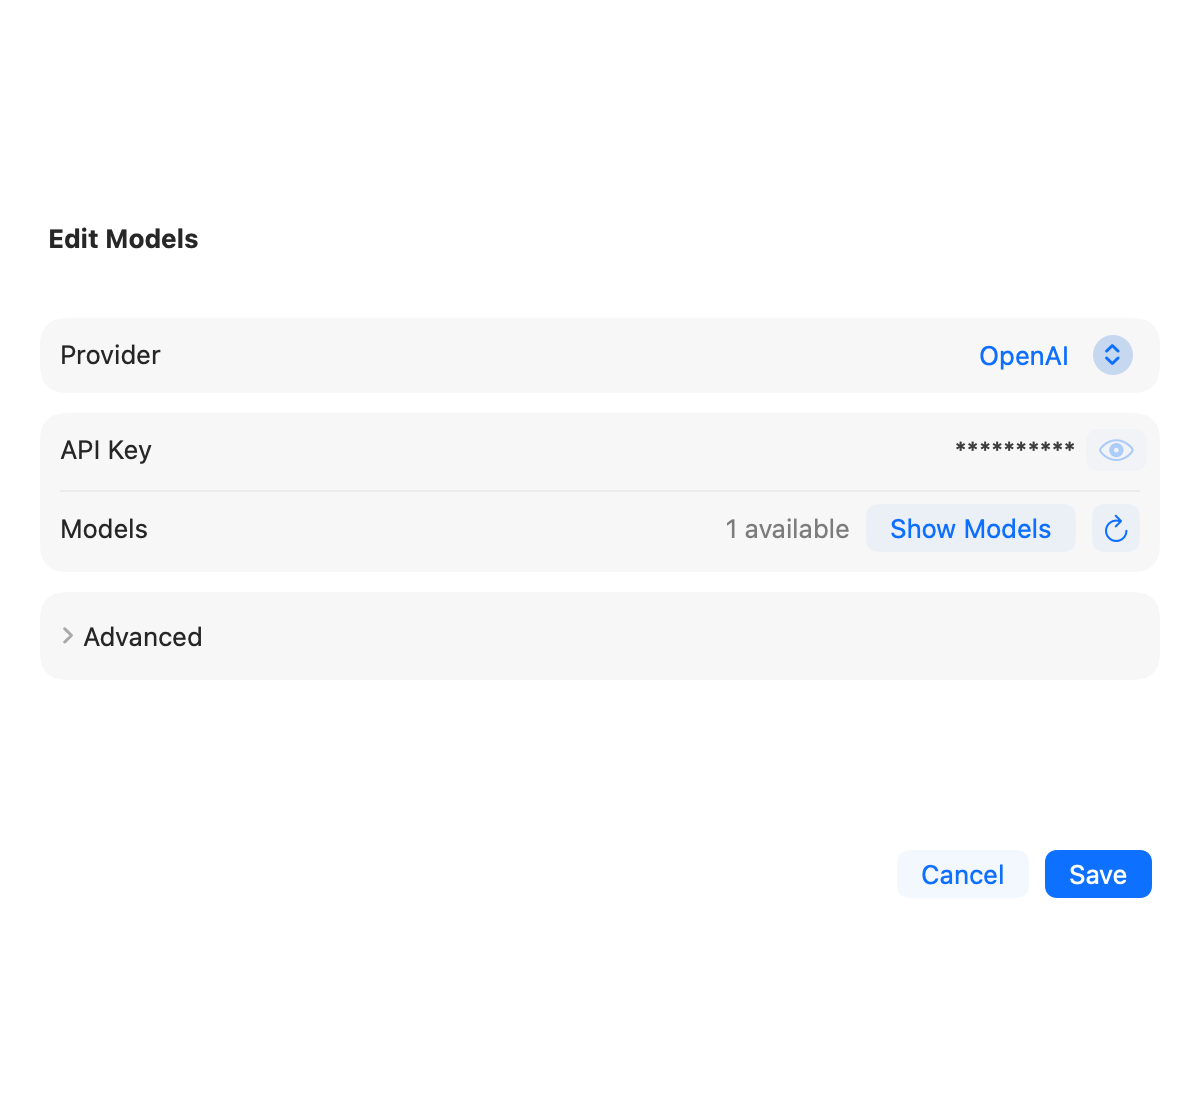 Edit Models
Provider OpenAI
API Key **********
Models 1 available Show Models
Advanced
Cancel Save